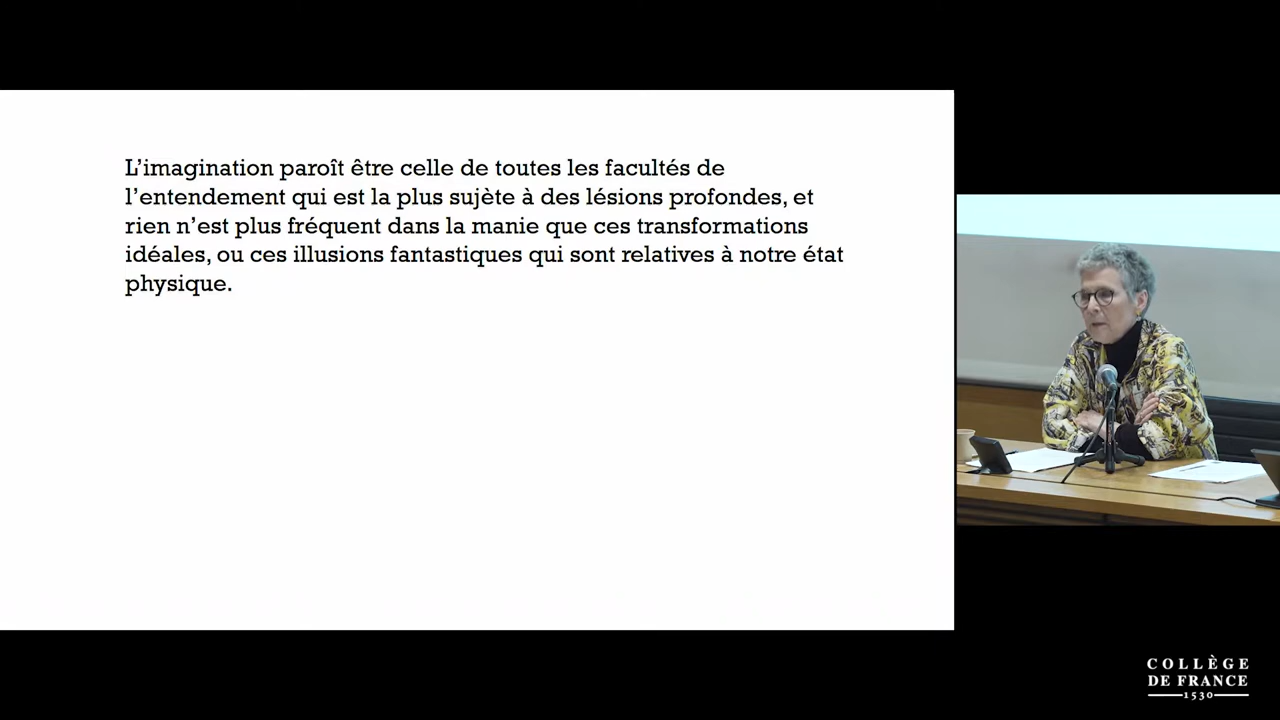 L’imagination paroît être celle de toutes les facultés de
l’entendement qui est la plus sujète à des lésions profondes, et
rien n’est plus fréquent dans la manie que ces transformations
idéales, ou ces illusions fantastiques qui sont relatives à notre état
physique.
COLLÈGE
DE FRANCE
1530